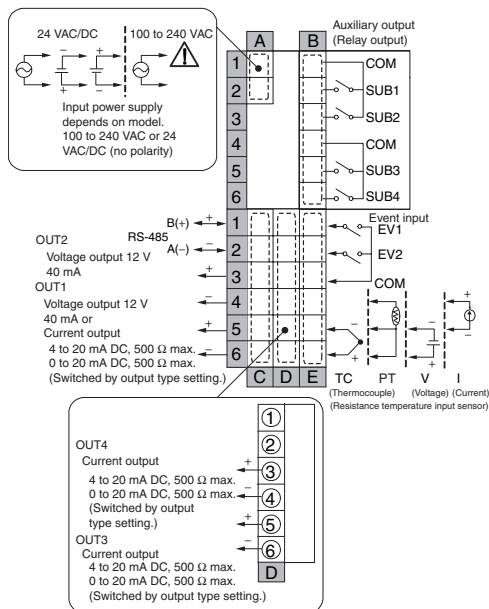 24 VAC/DC
100 to 240 VAC
− + + −
Input power supply
depends on model.
100 to 240 VAC or 24
VAC/DC (no polarity)
A
B
1
2
3
4
5
6
Auxiliary output
(Relay output)
COM
SUB1
SUB2
COM
SUB3
SUB4
Event input
EV1
EV2
COM
B(+) +
RS-485
A(−) −
OUT2
Voltage output 12 V
40 mA
+
−
OUT1
Voltage output 12 V
40 mA or
Current output
4 to 20 mA DC, 500 Ω max.
0 to 20 mA DC, 500 Ω max.
(Switched by output type setting.)
+
−
1
2
3
4
5
6
C D E
− +
− +
+ −
TC PT V I
(Thermocouple) (Voltage) (Current)
(Resistance temperature input sensor)
1
2
3
4
5
6
D
OUT4
Current output
4 to 20 mA DC, 500 Ω max.
0 to 20 mA DC, 500 Ω max.
(Switched by output
type setting.)
+
−
OUT3
Current output
4 to 20 mA DC, 500 Ω max.
0 to 20 mA DC, 500 Ω max.
(Switched by output type setting.)
+
−